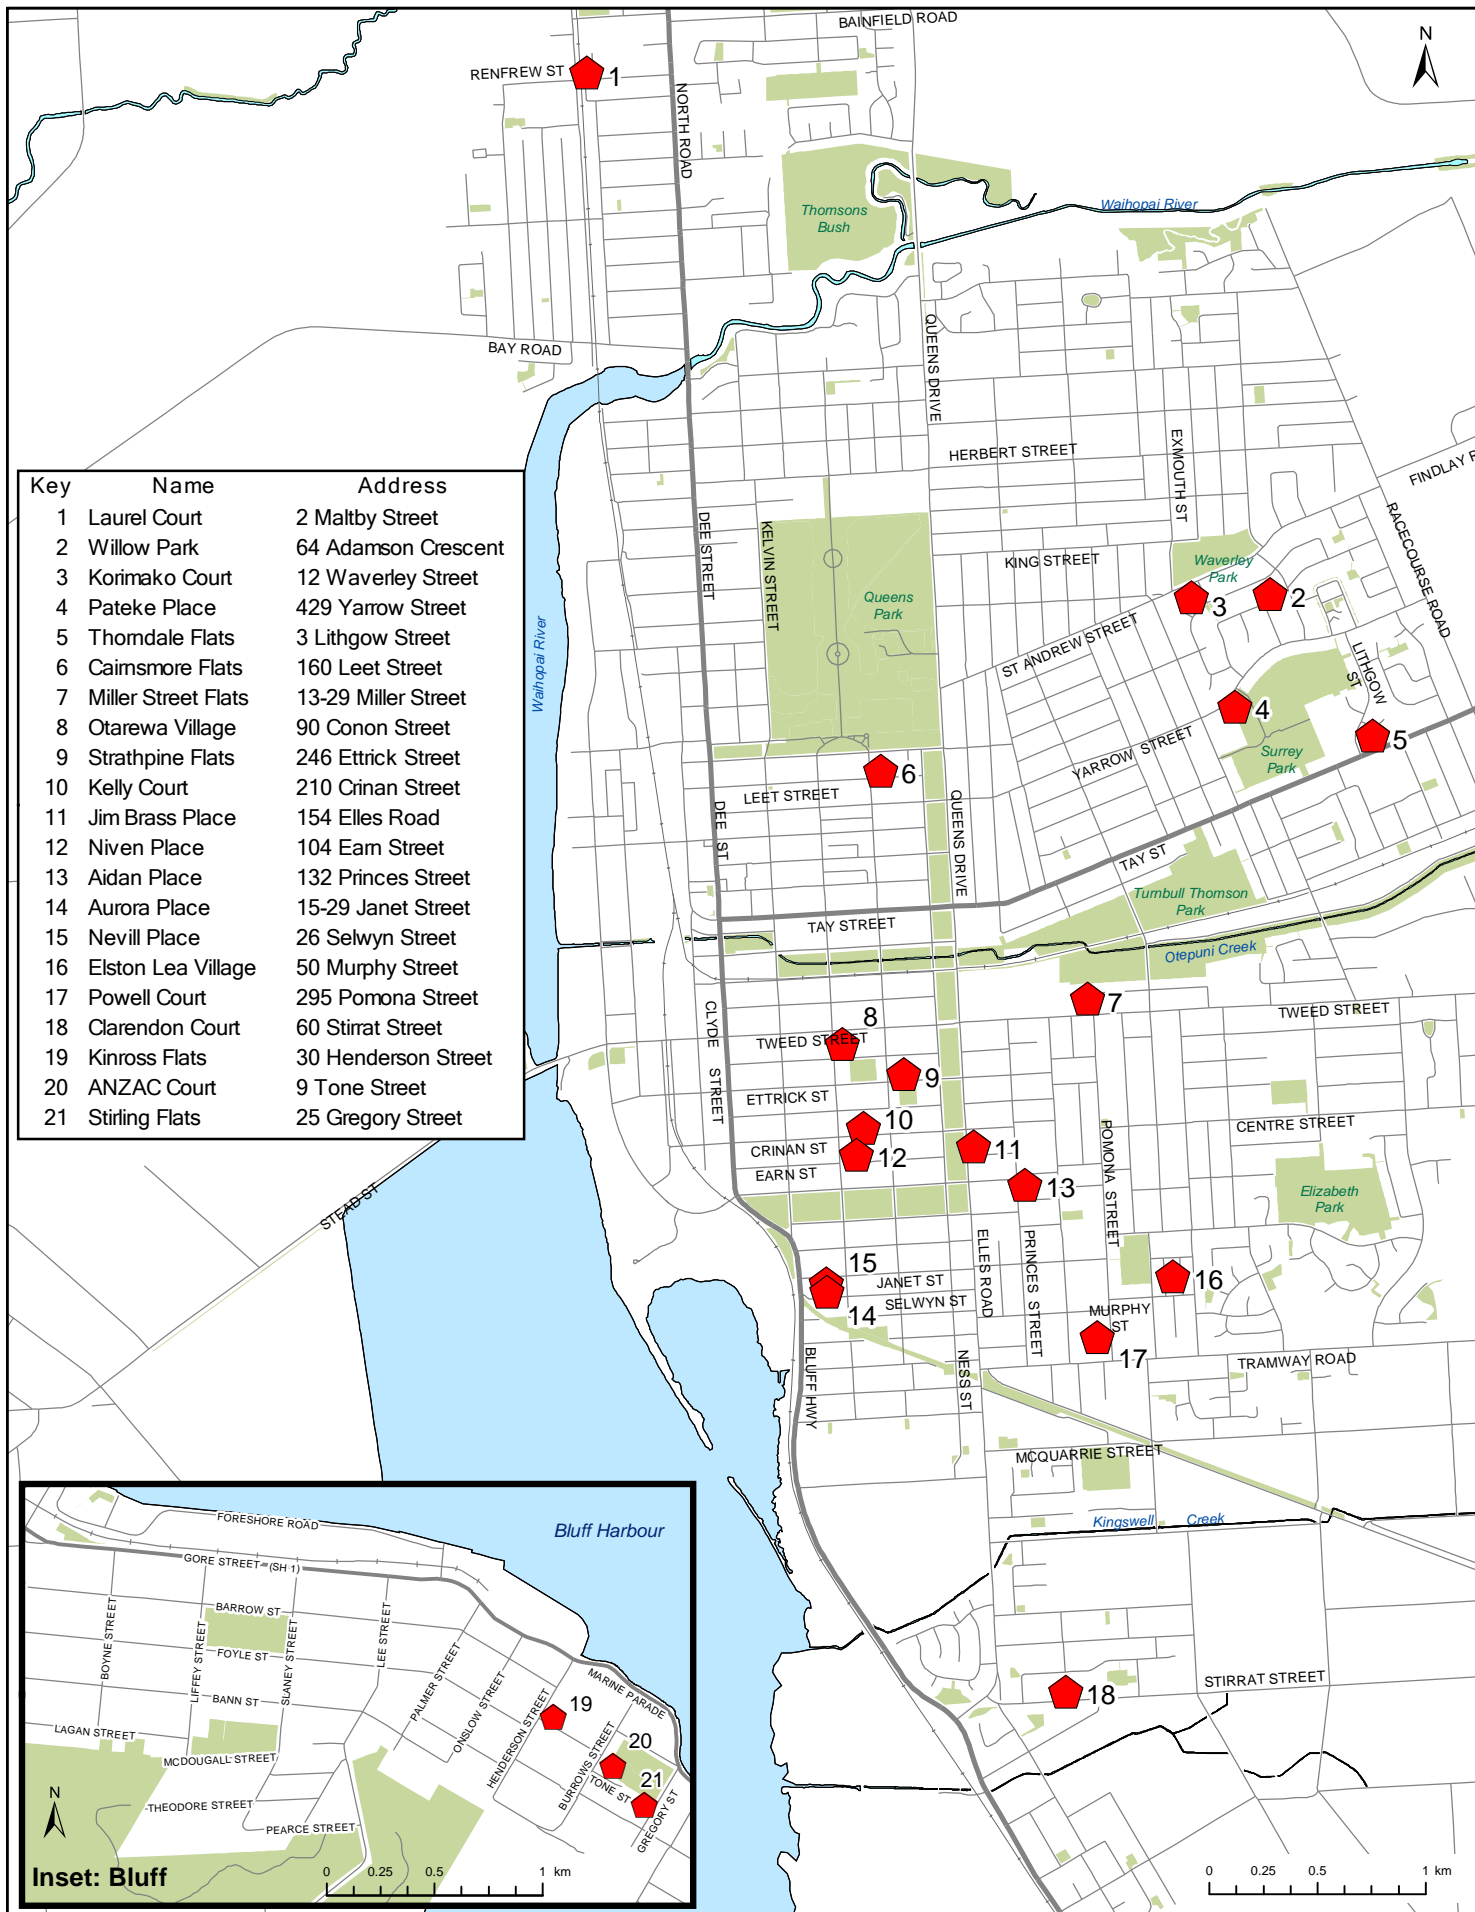 BAINFIELD ROAD
N
RENFREW ST
1
NORTH ROAD
Waihopai River
Thomsons
Bush
QUEENS DRIVE
BAY ROAD
HERBERT STREET
EXMOUTH ST
FINDLAY R
RACECOURSE ROAD
Key Name Address
1 Laurel Court 2 Maltby Street
2 Willow Park 64 Adamson Crescent
3 Korimako Court 12 Waverley Street
4 Pateke Place 429 Yarrow Street
5 Thorndale Flats 3 Lithgow Street
6 Cairnsmore Flats 160 Leet Street
7 Miller Street Flats 13-29 Miller Street
8 Otarewa Village 90 Conon Street
9 Strathpine Flats 246 Ettrick Street
10 Kelly Court 210 Crinan Street
11 Jim Brass Place 154 Elles Road
12 Niven Place 104 Earn Street
13 Aidan Place 132 Princes Street
14 Aurora Place 15-29 Janet Street
15 Nevill Place 26 Selwyn Street
16 Elston Lea Village 50 Murphy Street
17 Powell Court 295 Pomona Street
18 Clarendon Court 60 Stirrat Street
19 Kinross Flats 30 Henderson Street
20 ANZAC Court 9 Tone Street
21 Stirling Flats 25 Gregory Street
DEE STREET
KELVIN STREET
KING STREET
Waverley
Park
Queens
Park
3
2
Waihopai River
ST ANDREW STREET
LITHGOW
ST
4
5
YARROW STREET
Surrey
Park
6
LEET STREET
DEE ST
QUEENS DRIVE
TAY ST
Turnbull Thomson
Park
TAY STREET
Otepuni Creek
CLYDE STREET
7
TWEED STREET
8
TWEED STREET
9
ETTRICK ST
10
CRINAN ST
11
12
EARN ST
13
POMONA STREET
CENTRE STREET
Elizabeth
Park
STEAD ST
ELLES ROAD
PRINCES STREET
15
JANET ST
SELWYN ST
14
16
MURPHY
ST
17
BLUFF HWY
NESS ST
TRAMWAY ROAD
MCQUARRIE STREET
Kingswell Creek
STIRRAT STREET
18
0 0.25 0.5 1 km
Bluff Harbour
FORESHORE ROAD
GORE STREET (SH 1)
BARROW ST
BOYNE STREET
LIFFEY STREET
SLANEY STREET
LEE STREET
FOYLE ST
BANN ST
PALMER STREET
ONSLOW STREET
HENDERSON STREET
MARINE PARADE
19
LAGAN STREET
MCDOUGALL STREET
BURROWS STREET
20
TONE ST
21
GREGORY ST
N
THEODORE STREET
PEARCE STREET
Inset: Bluff
0 0.25 0.5 1 km